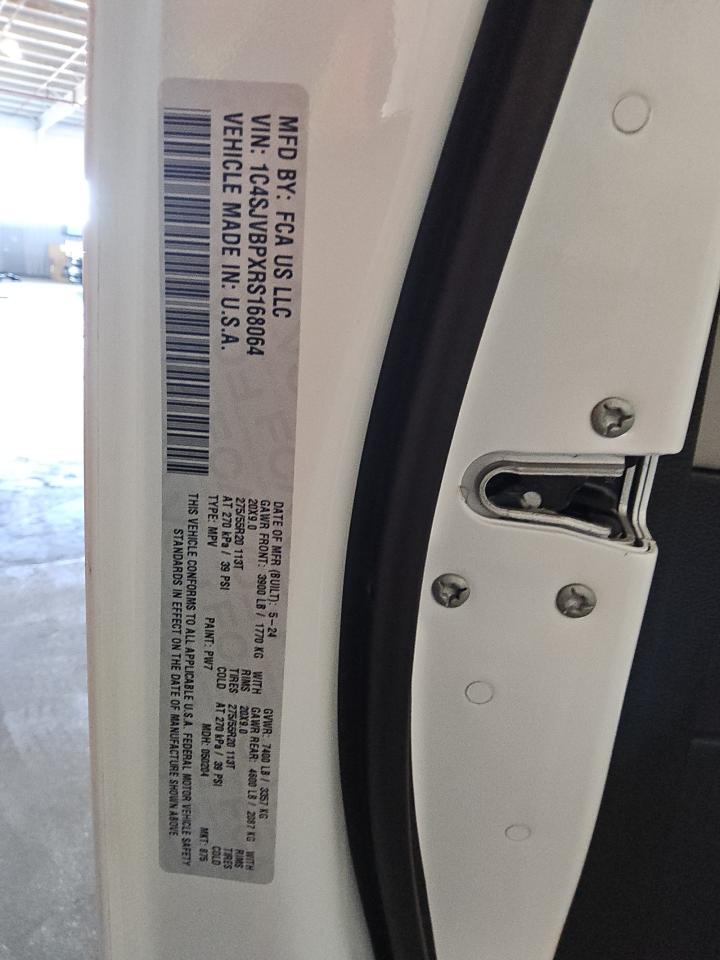 MFD BY: FCA US LLC
VIN: 1C4SJVBPXRS168064
VEHICLE MADE IN: U.S.A.
DATE OF MFR (BUILT): 5-24 GVWR: 7400 LB / 3357 KG
GAWR FRONT: 3900 LB / 1770 KG WITH GAWR REAR: 4600 LB / 2087 KG WITH
20X9.0 RIMS 20X9.0 RIMS
275/55R20 113T TIRES 275/55R20 113T TIRES
AT 270 kPa / 39 PSI COLD AT 270 kPa / 39 PSI COLD
TYPE: MPV PAINT: PW7 MDH: 050204 MKT: 875
THIS VEHICLE CONFORMS TO ALL APPLICABLE U.S.A. FEDERAL MOTOR VEHICLE SAFETY
STANDARDS IN EFFECT ON THE DATE OF MANUFACTURE SHOWN ABOVE.